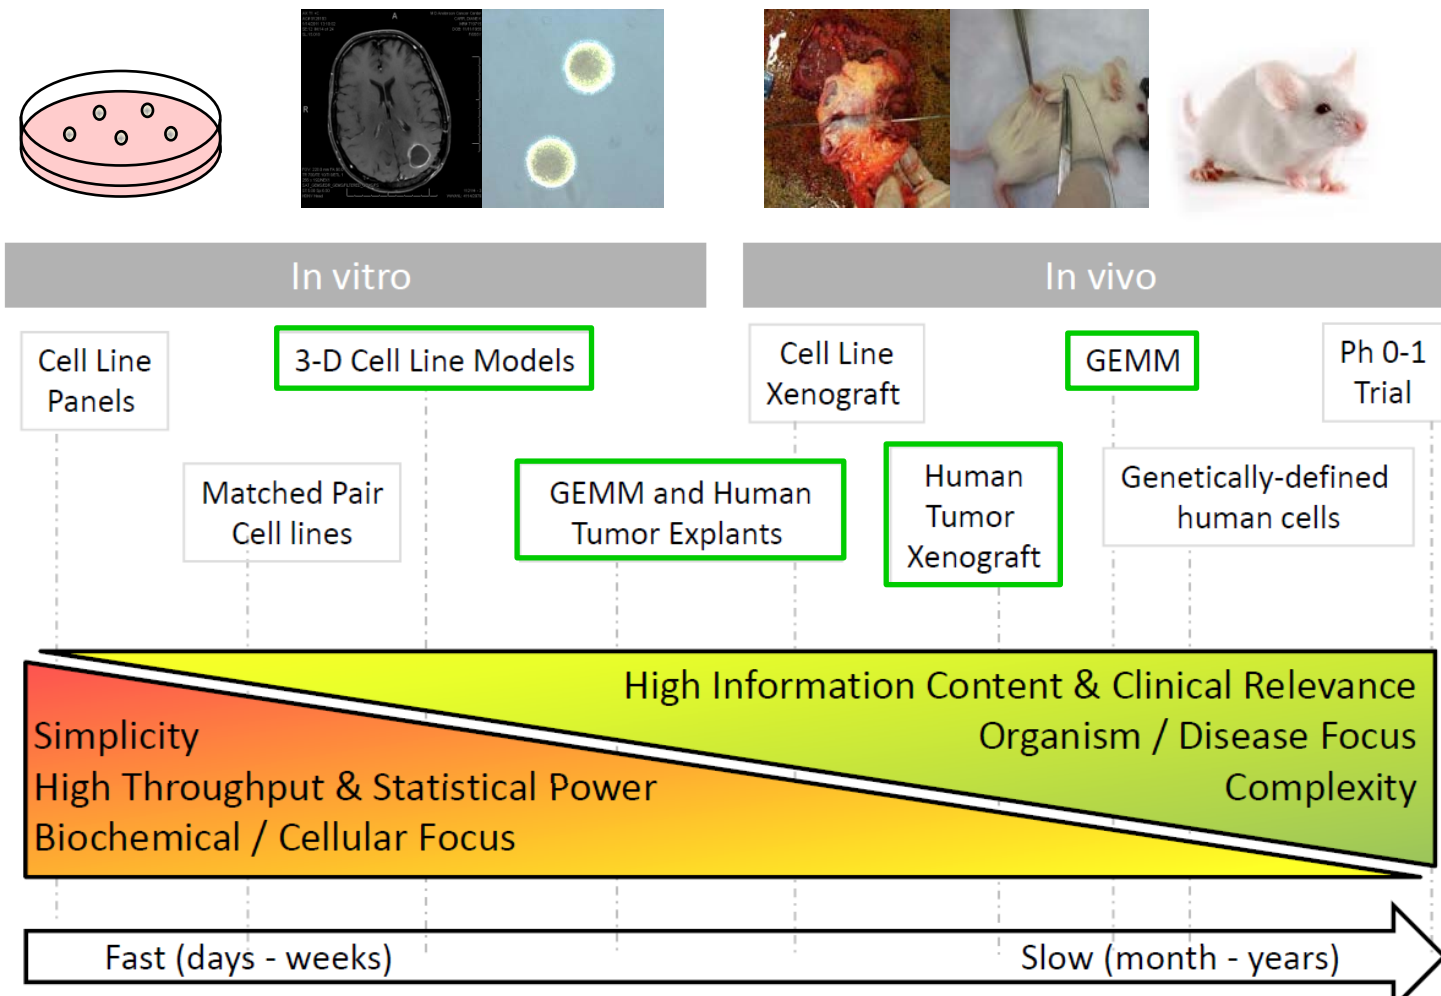 A
R
In vitro
In vivo
Cell Line
Panels
3-D Cell Line Models
Cell Line
Xenograft
GEMM
Ph 0-1
Trial
Matched Pair
Cell lines
GEMM and Human
Tumor Explants
Human
Tumor
Xenograft
Genetically-defined
human cells
High Information Content & Clinical Relevance
Organism / Disease Focus
Complexity
Simplicity
High Throughput & Statistical Power
Biochemical / Cellular Focus
Fast (days - weeks)
Slow (month - years)